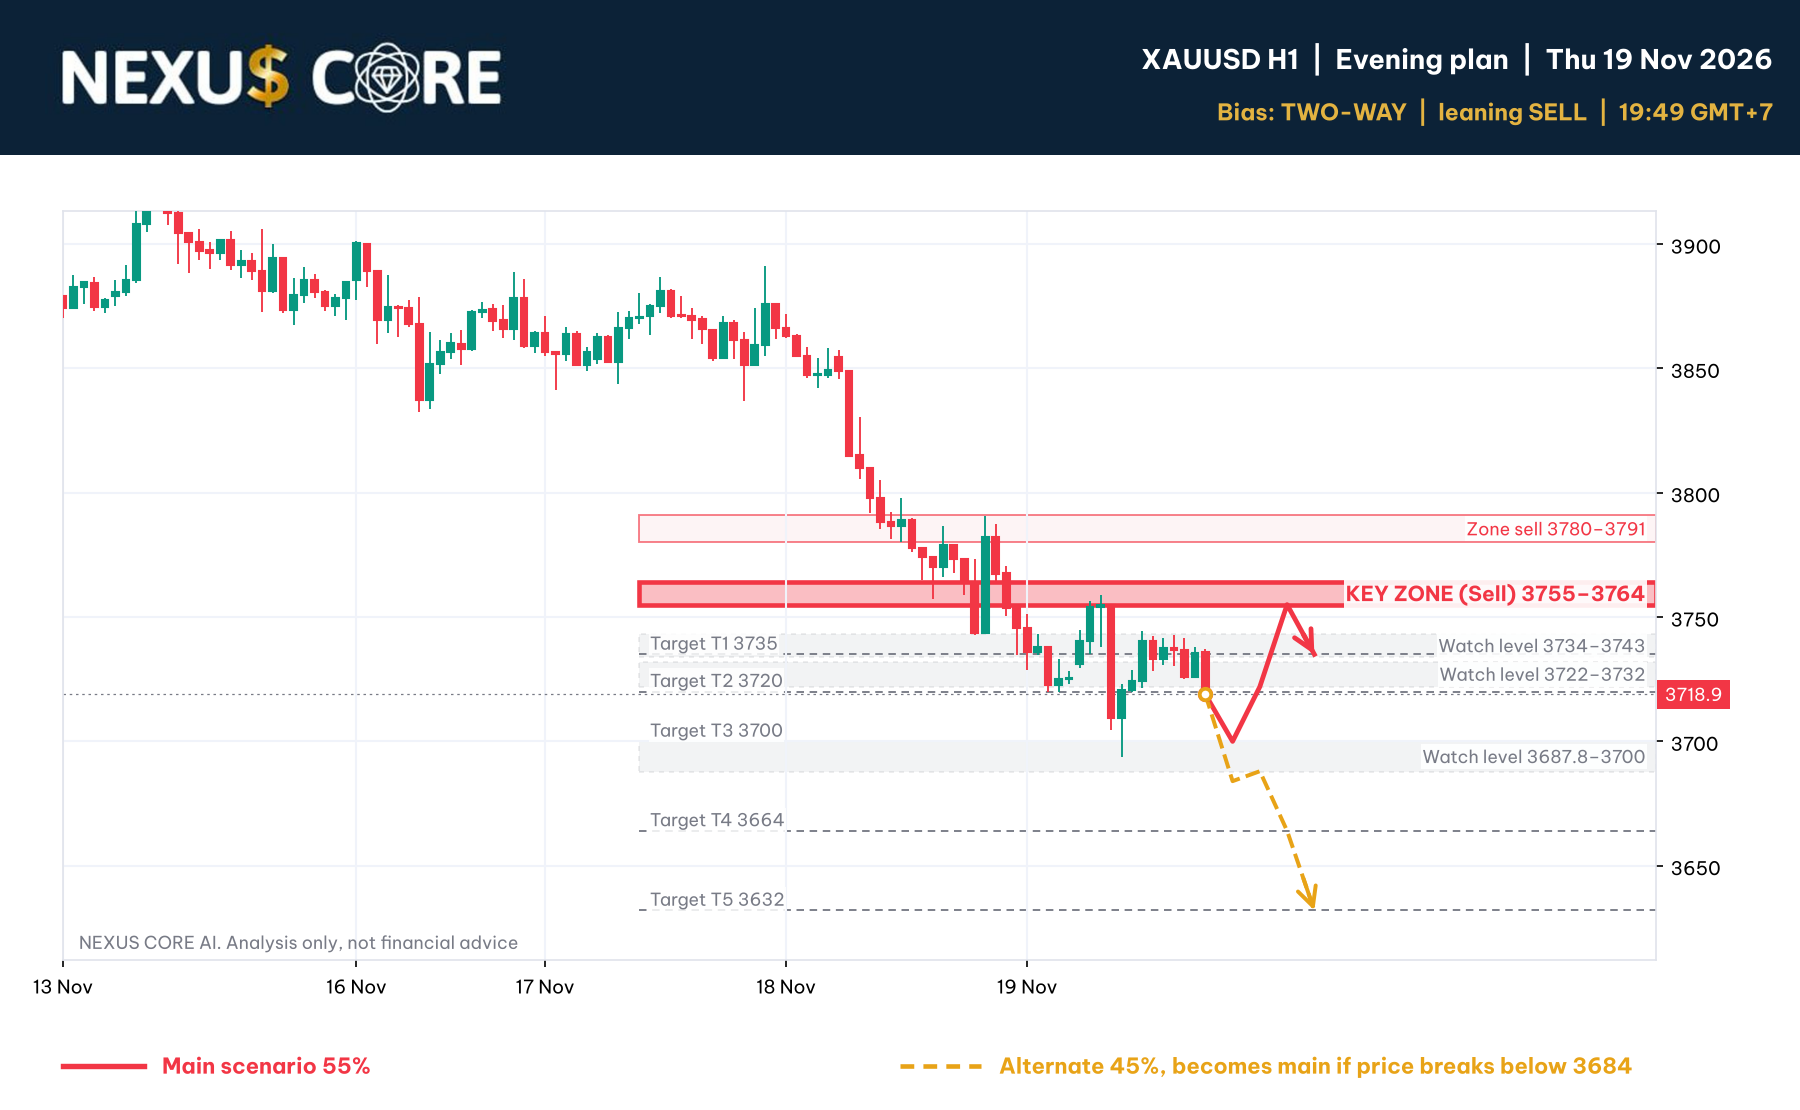 NEXU$ CORE
XAUUSD H1 | Evening plan | Thu 19 Nov 2026
Bias: TWO-WAY | leaning SELL | 19:49 GMT+7
3900
3850
3800
Zone sell 3780-3791
KEY ZONE (Sell) 3755-3764
3750
Target T1 3735
Watch level 3734-3743
Watch level 3722-3732
Target T2 3720
3718.9
Target T3 3700
3700
Watch level 3687.8-3700
Target T4 3664
3650
Target T5 3632
NEXUS CORE AI. Analysis only, not financial advice
13 Nov
16 Nov
17 Nov
18 Nov
19 Nov
Main scenario 55%
Alternate 45%, becomes main if price breaks below 3684